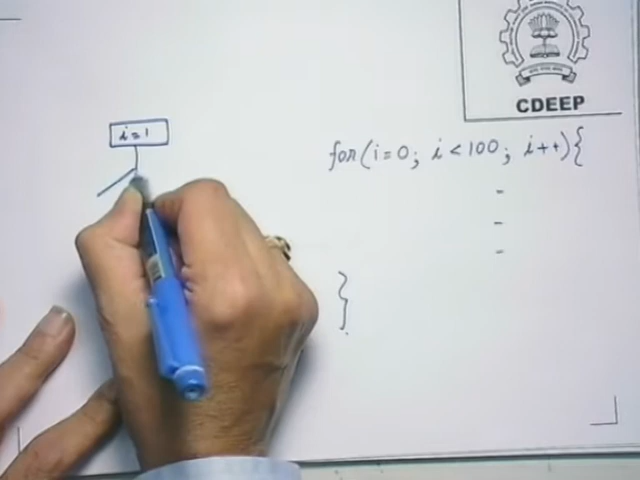 CDEEP
i=1
for(i=0; i<100; i++){
-
-
-
}